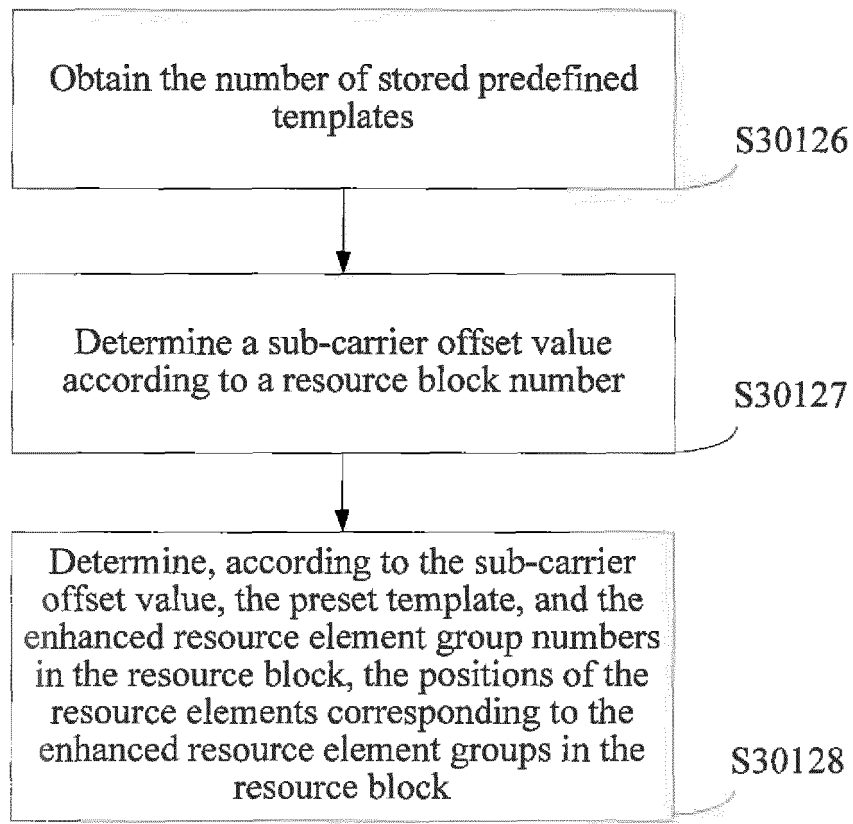 Obtain the number of stored predefined
templates
S30126
Determine a sub-carrier offset value
according to a resource block number
S30127
Determine, according to the sub-carrier
offset value, the preset template, and the
enhanced resource element group numbers
in the resource block, the positions of the
resource elements corresponding to the
enhanced resource element groups in the
resource block
S30128